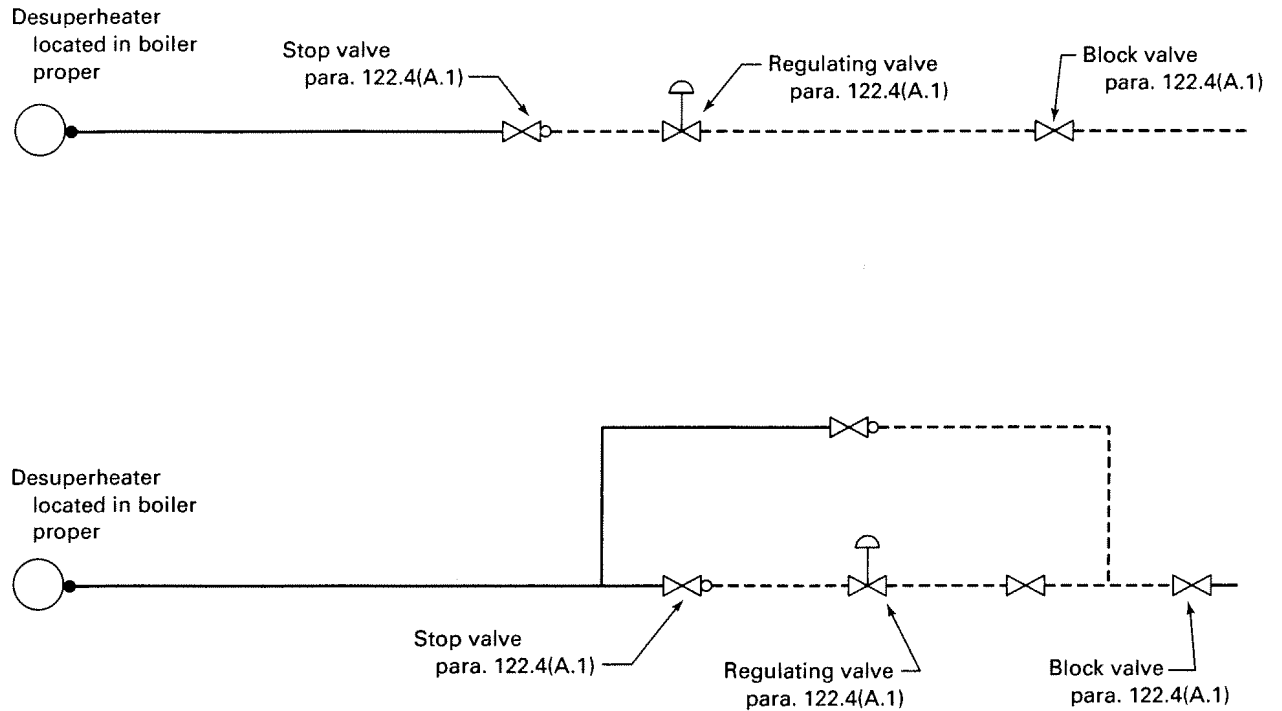 Desuperheater
located in boiler
proper
Stop valve
para. 122.4(A.1)
Regulating valve
para. 122.4(A.1)
Block valve
para. 122.4(A.1)
Desuperheater
located in boiler
proper
Stop valve
para. 122.4(A.1)
Regulating valve
para. 122.4(A.1)
Block valve
para. 122.4(A.1)